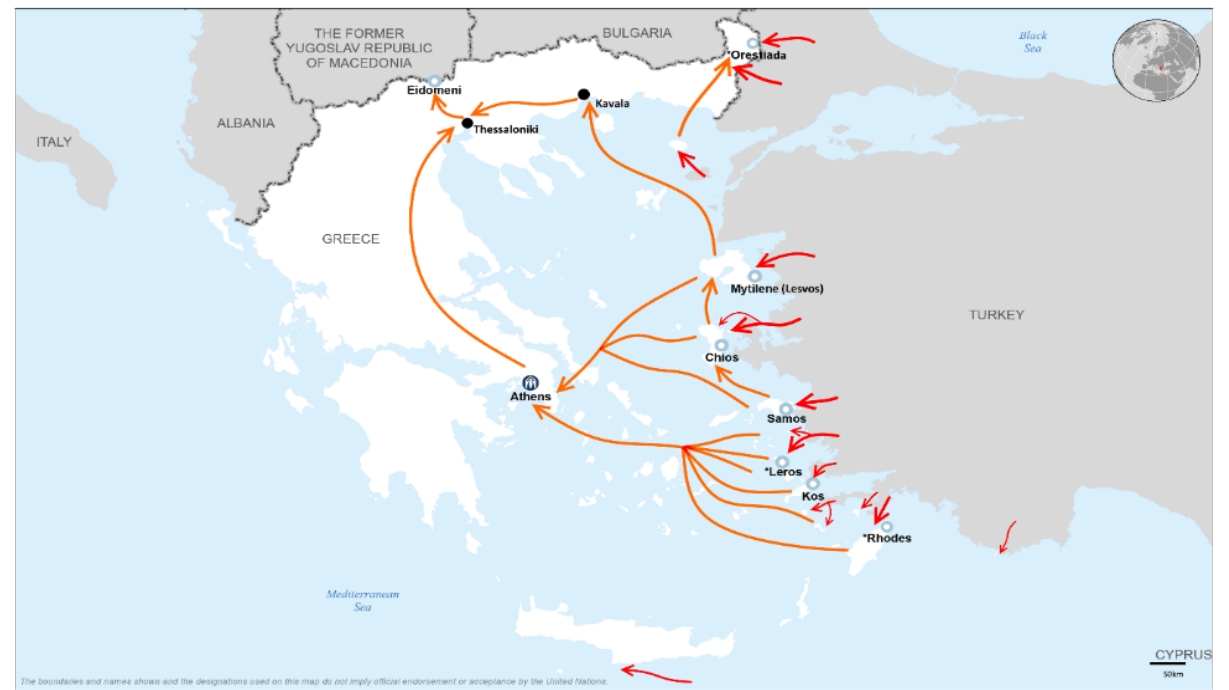 THE FORMER
YUGOSLAV REPUBLIC
OF MACEDONIA
BULGARIA
Black
Sea
*Orestiada
Eidomeni
Kavala
ALBANIA
Thessaloniki
ITALY
GREECE
Mytilene (Lesvos)
TURKEY
Chios
Athens
Samos
*Leros
Kos
*Rhodes
Mediterranean
Sea
CYPRUS
50km
The boundaries and names shown and the designations used on this map do not imply official endorsement or acceptance by the United Nations.